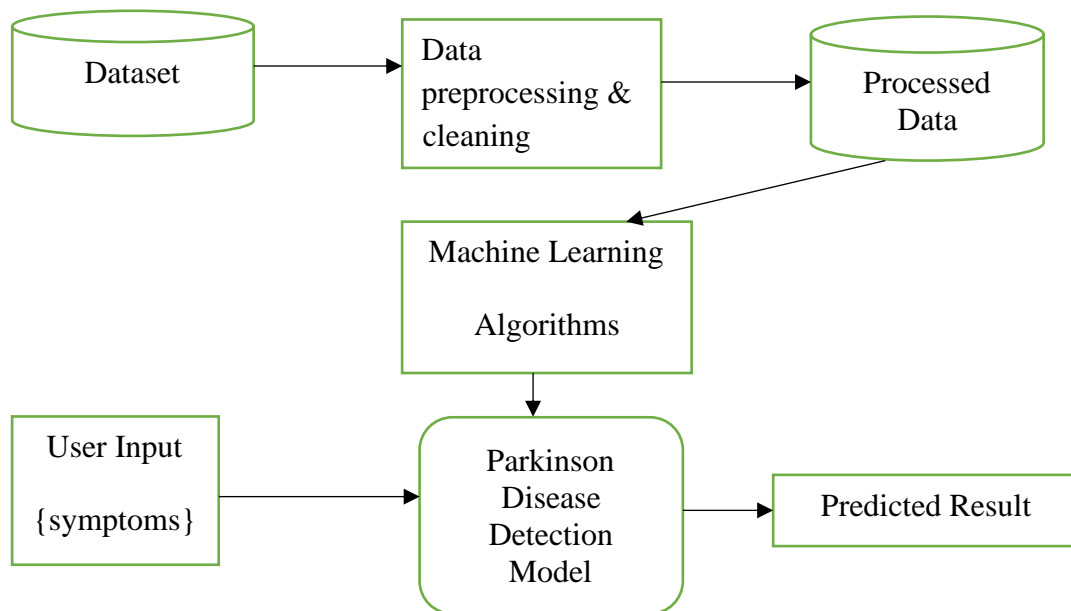 Dataset
Data
preprocessing &
cleaning
Processed
Data
Machine Learning
Algorithms
User Input
{symptoms}
Parkinson
Disease
Detection
Model
Predicted Result